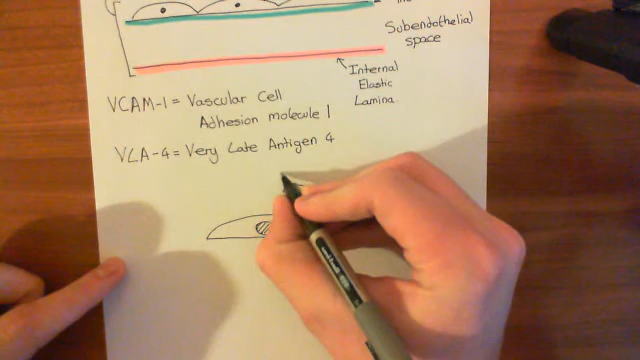 Subendothelial
space
Internal
Elastic
Lamina
VCAM-1 = Vascular Cell
Adhesion molecule 1
VLA-4 = Very Late Antigen 4